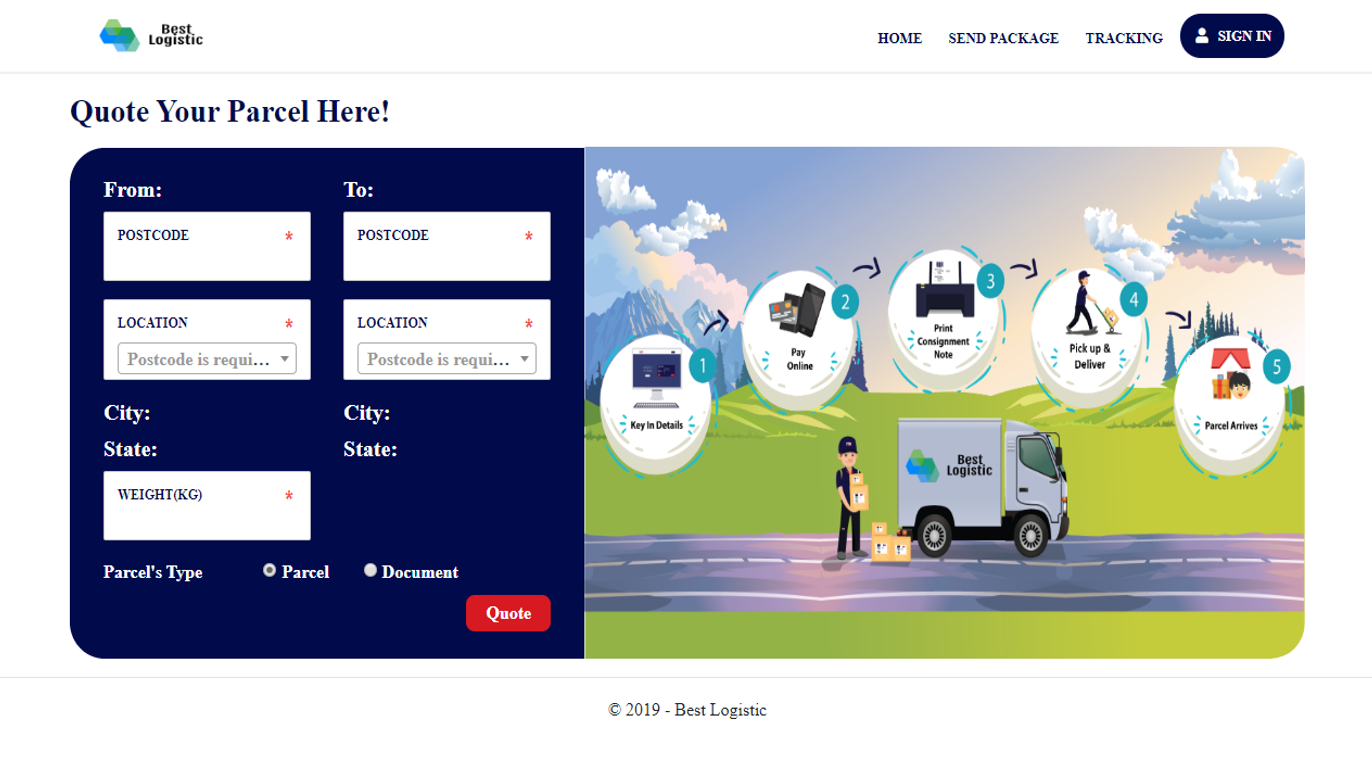 Best
Logistic
HOME
SEND PACKAGE
TRACKING
SIGN IN
Quote Your Parcel Here!
From:
To:
POSTCODE *
POSTCODE *
LOCATION *
LOCATION *
Postcode is requi...
Postcode is requi...
City:
City:
State:
State:
WEIGHT(KG) *
Parcel's Type
Parcel
Document
Quote
1
Key In Details
2
Pay
Online
3
Print
Consignment
Note
4
Pick up &
Deliver
5
Parcel Arrives
Best
Logistic
© 2019 - Best Logistic